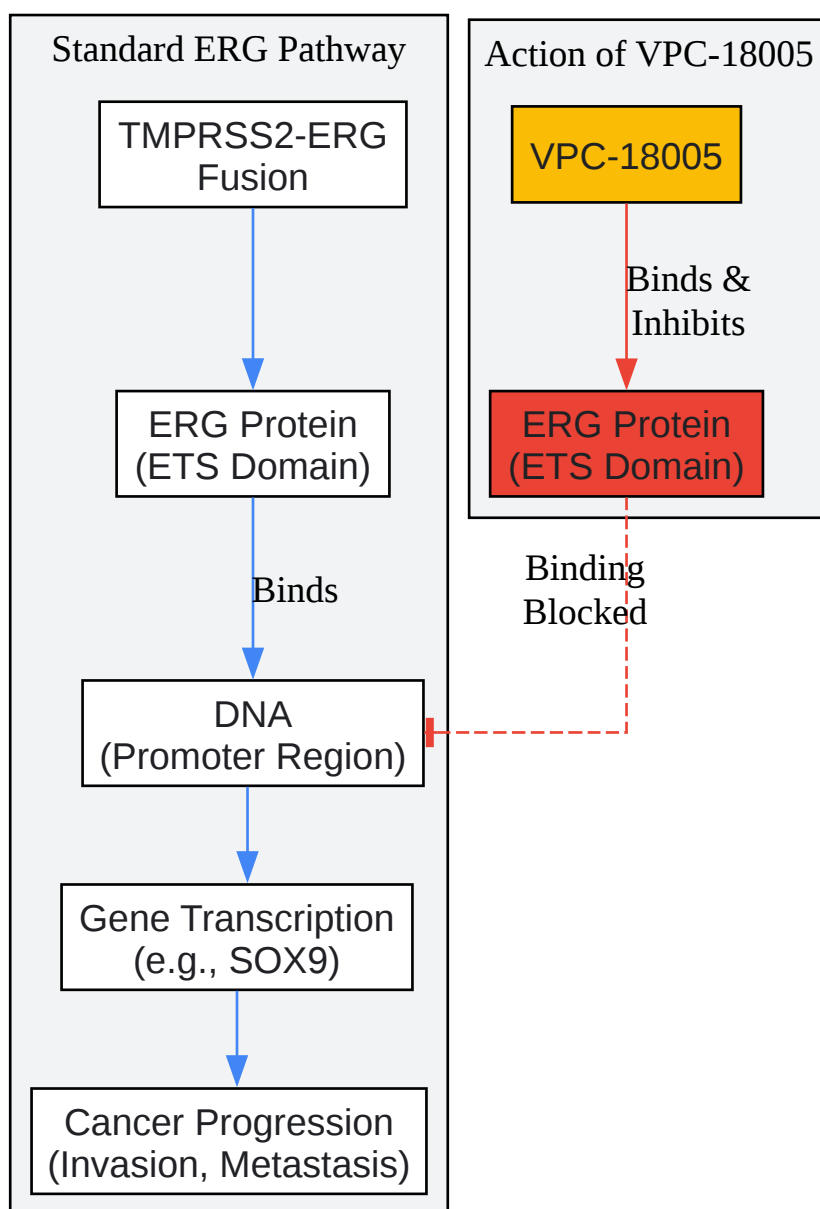 Standard ERG Pathway
TMPRSS2-ERG
Fusion
ERG Protein
(ETS Domain)
Binds
DNA
(Promoter Region)
Gene Transcription
(e.g., SOX9)
Cancer Progression
(Invasion, Metastasis)
Action of VPC-18005
VPC-18005
Binds &
Inhibits
ERG Protein
(ETS Domain)
Binding
Blocked